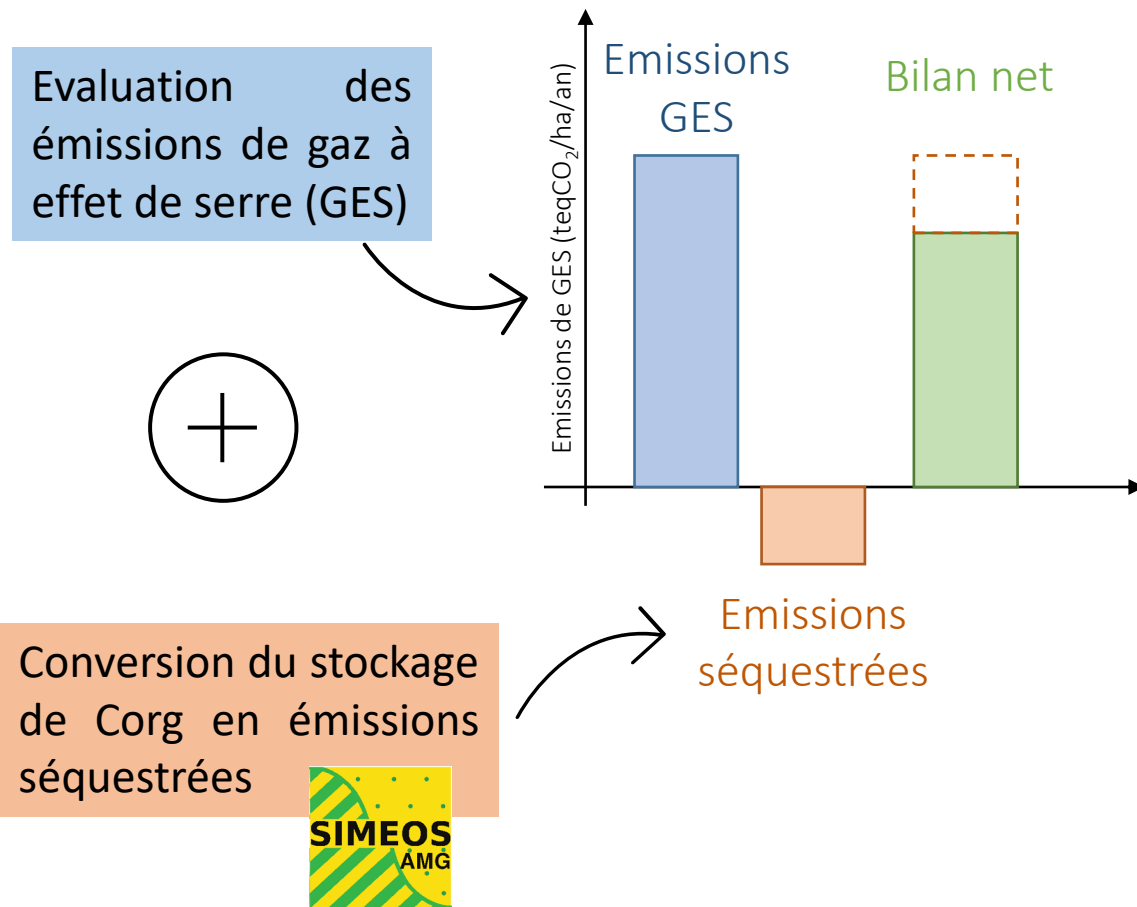 Evaluation des
émissions de gaz à
effet de serre (GES)
Emissions de GES (teqCO₂/ha/an)
Emissions
GES
Bilan net
Emissions
séquestrées
Conversion du stockage
de Corg en émissions
séquestrées
SIMEOS
AMG